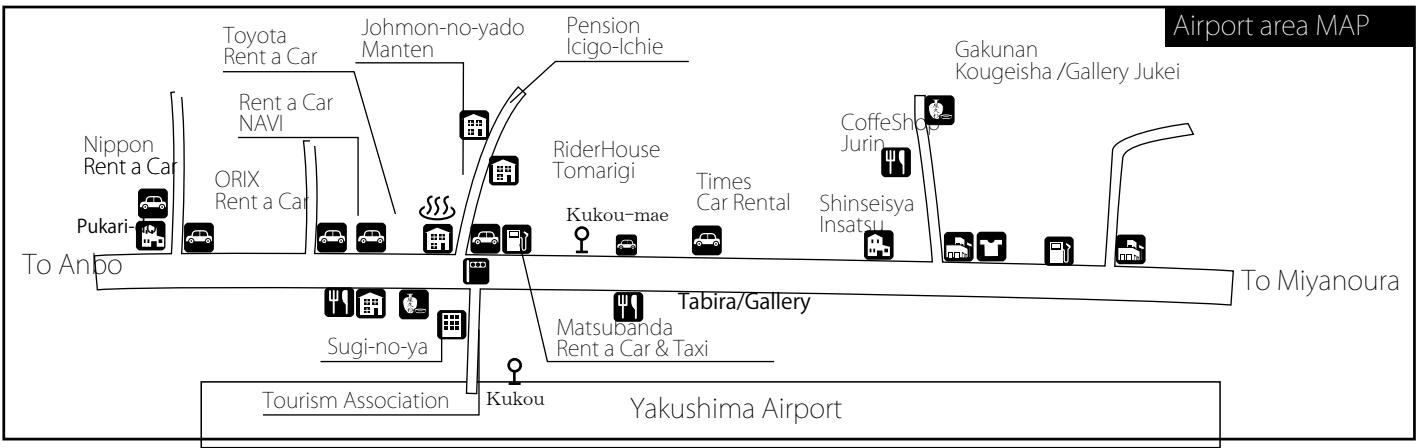 Airport area MAP
Toyota
Rent a Car
Johmon-no-yado
Manten
Pension
Icigo-Ichie
Gakunan
Kougeisha /Gallery Jukei
Rent a Car
NAVI
Nippon
Rent a Car
CoffeShop
Jurin
RiderHouse
Tomarigi
ORIX
Rent a Car
Times
Car Rental
Shinseisya
Insatsu
Kukou-mae
Pukari-do
To Anbo
To Miyanoura
Tabira/Gallery
Matsubanda
Rent a Car & Taxi
Sugi-no-ya
Tourism Association
Kukou
Yakushima Airport